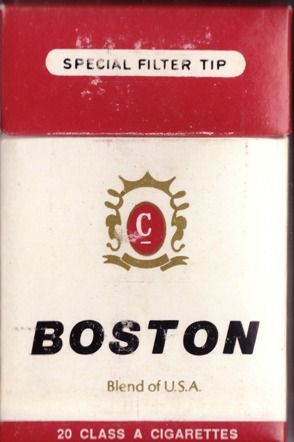 SPECIAL FILTER TIP
C
BOSTON
Blend of U.S.A.
20 CLASS A CIGARETTES